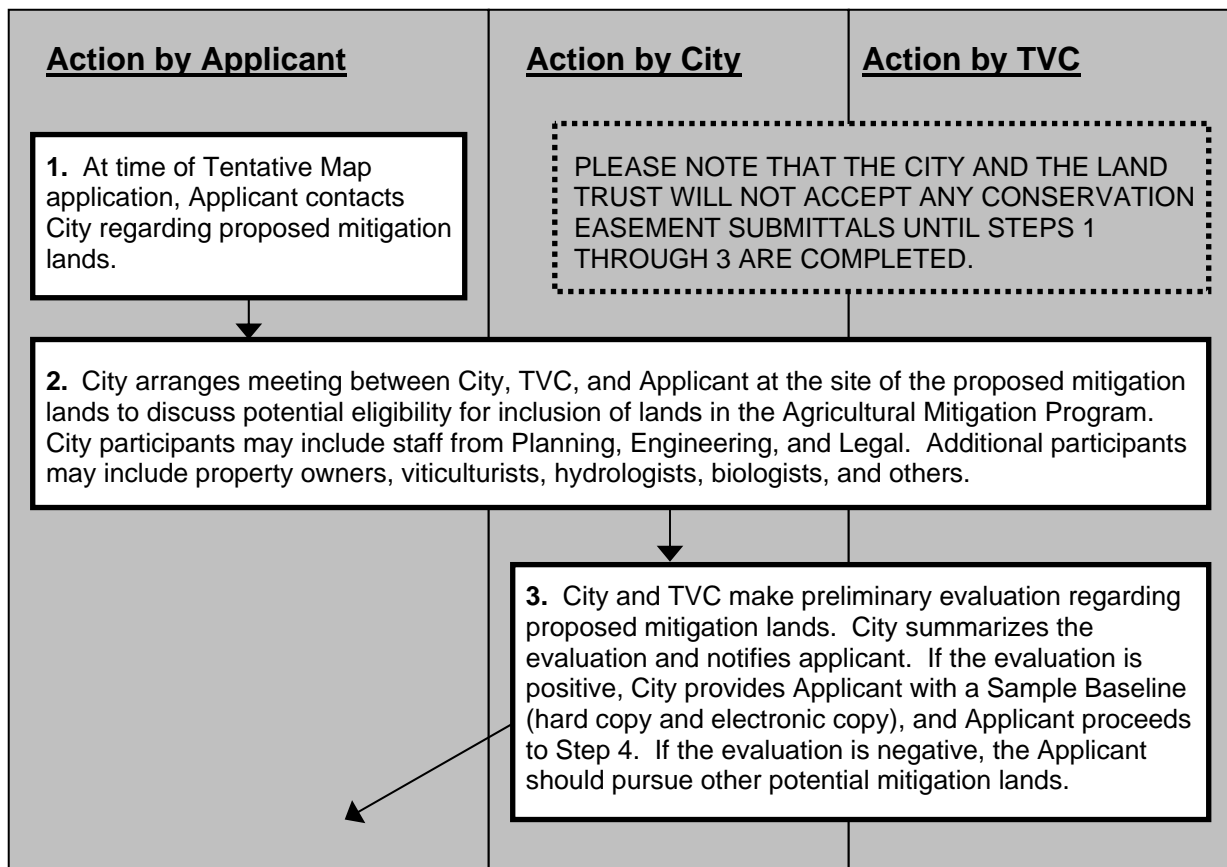 Action by Applicant
Action by City
Action by TVC
1. At time of Tentative Map
application, Applicant contacts
City regarding proposed mitigation
lands.
PLEASE NOTE THAT THE CITY AND THE LAND
TRUST WILL NOT ACCEPT ANY CONSERVATION
EASEMENT SUBMITTALS UNTIL STEPS 1
THROUGH 3 ARE COMPLETED.
2. City arranges meeting between City, TVC, and Applicant at the site of the proposed mitigation
lands to discuss potential eligibility for inclusion of lands in the Agricultural Mitigation Program.
City participants may include staff from Planning, Engineering, and Legal. Additional participants
may include property owners, viticulturists, hydrologists, biologists, and others.
3. City and TVC make preliminary evaluation regarding
proposed mitigation lands. City summarizes the
evaluation and notifies applicant. If the evaluation is
positive, City provides Applicant with a Sample Baseline
(hard copy and electronic copy), and Applicant proceeds
to Step 4. If the evaluation is negative, the Applicant
should pursue other potential mitigation lands.